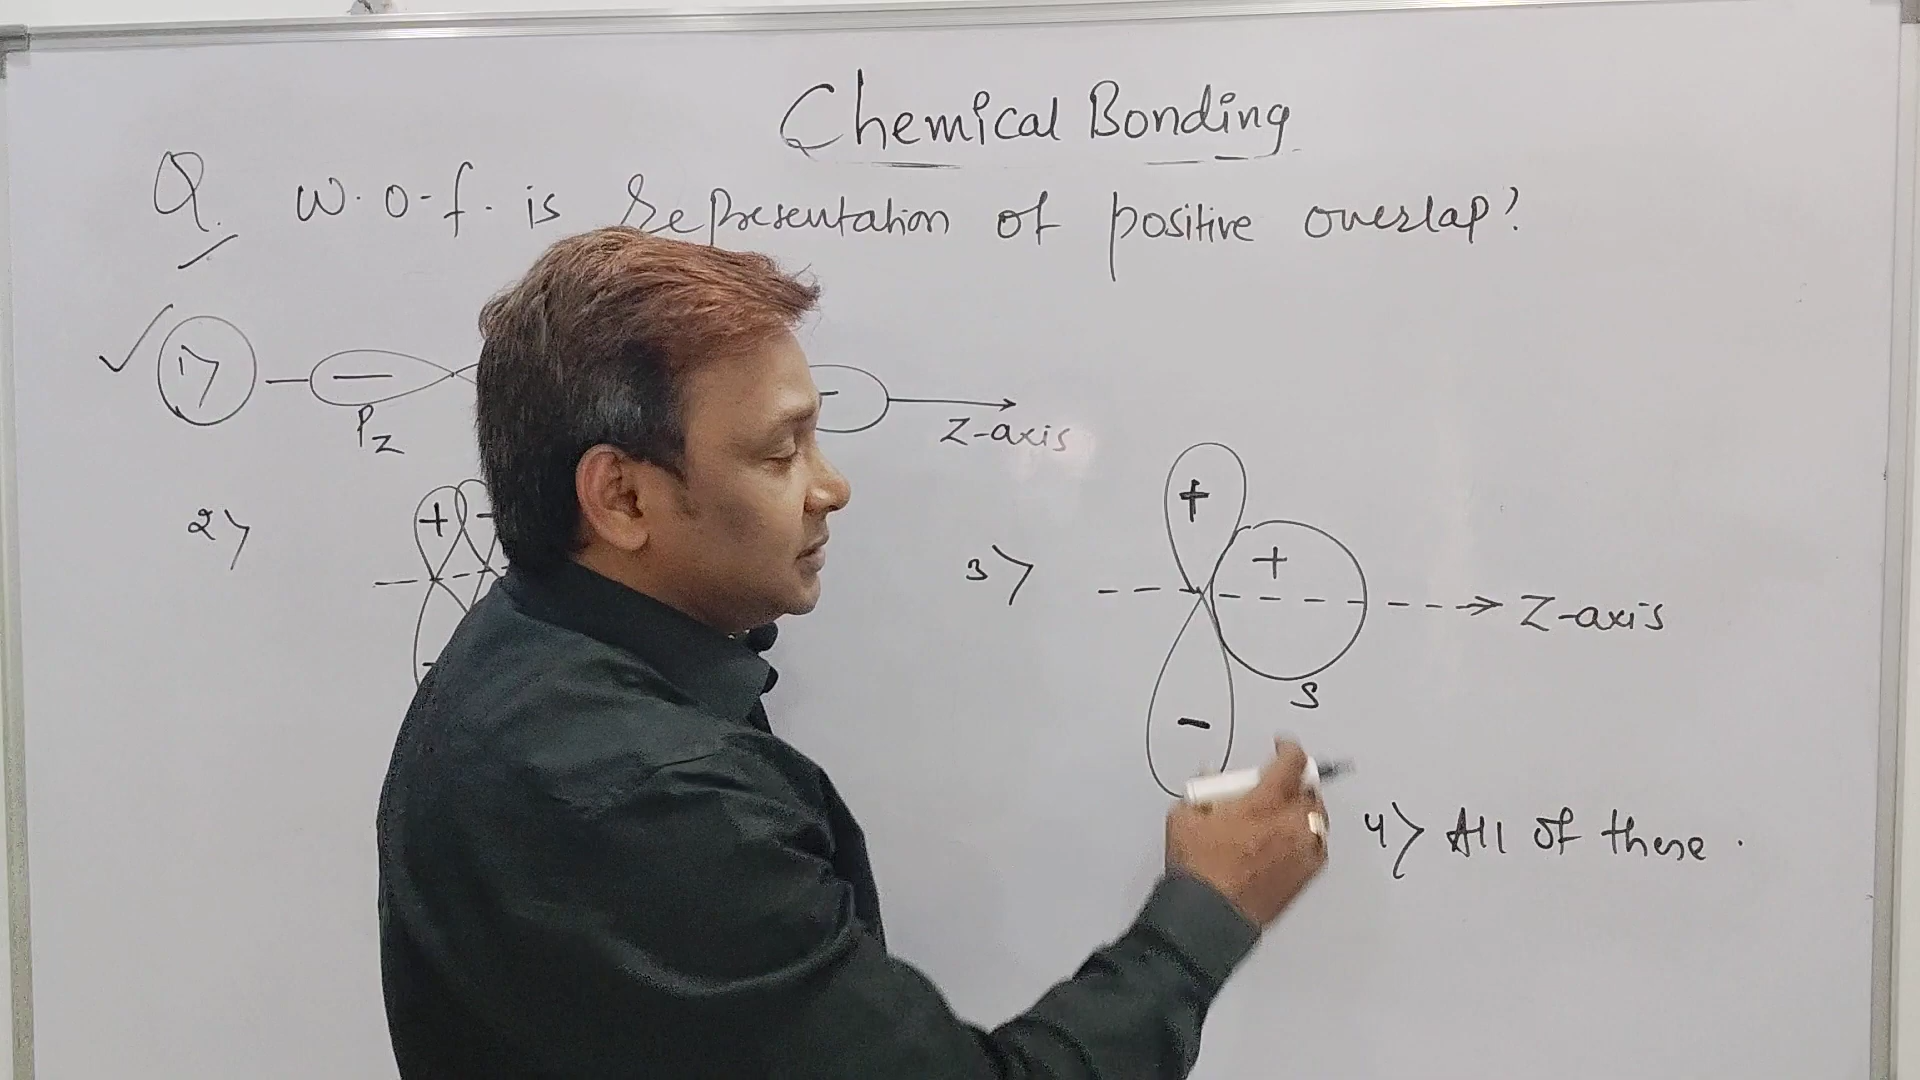 Chemical Bonding
Q. W.O.F. is Representation of positive overlap?
1> - - Z-axis
Pz
2> + -
-
3> + + Z-axis
- S
4> All of these.